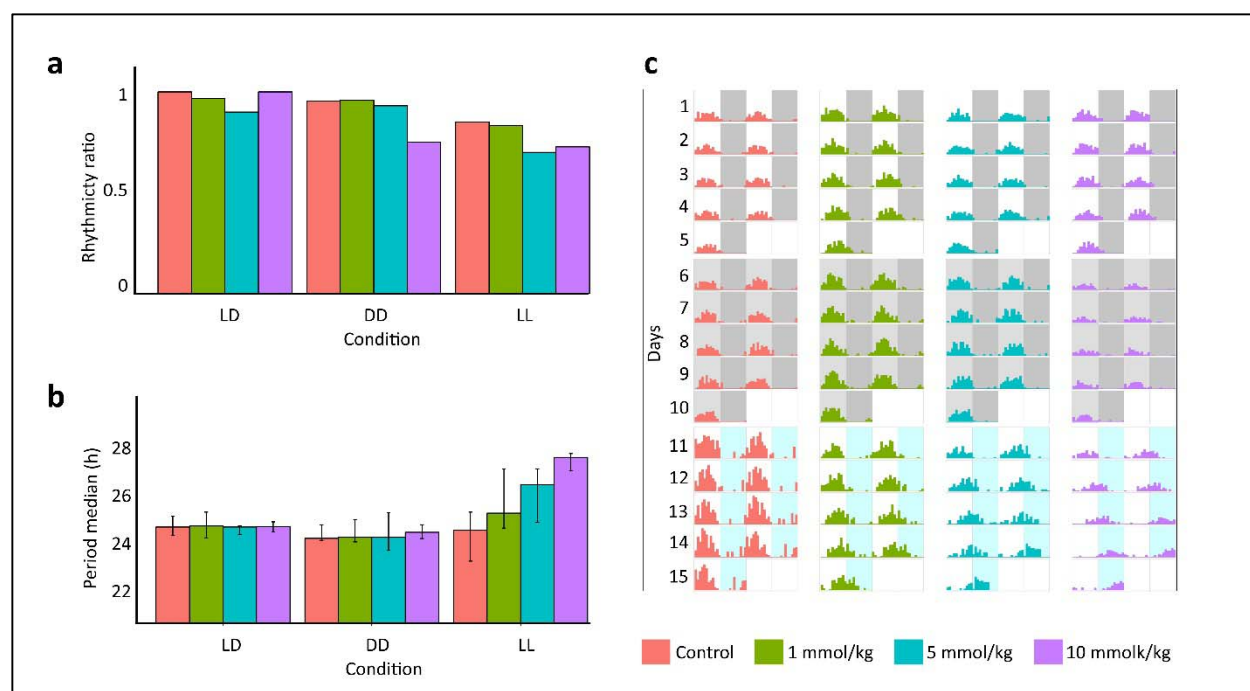 a
1
0.5
0
Rhythmicty ratio
LD
DD
LL
Condition
b
28
26
24
22
Period median (h)
LD
DD
LL
Condition
c
Days
1
2
3
4
5
6
7
8
9
10
11
12
13
14
15
Control
1 mmol/kg
5 mmol/kg
10 mmolk/kg